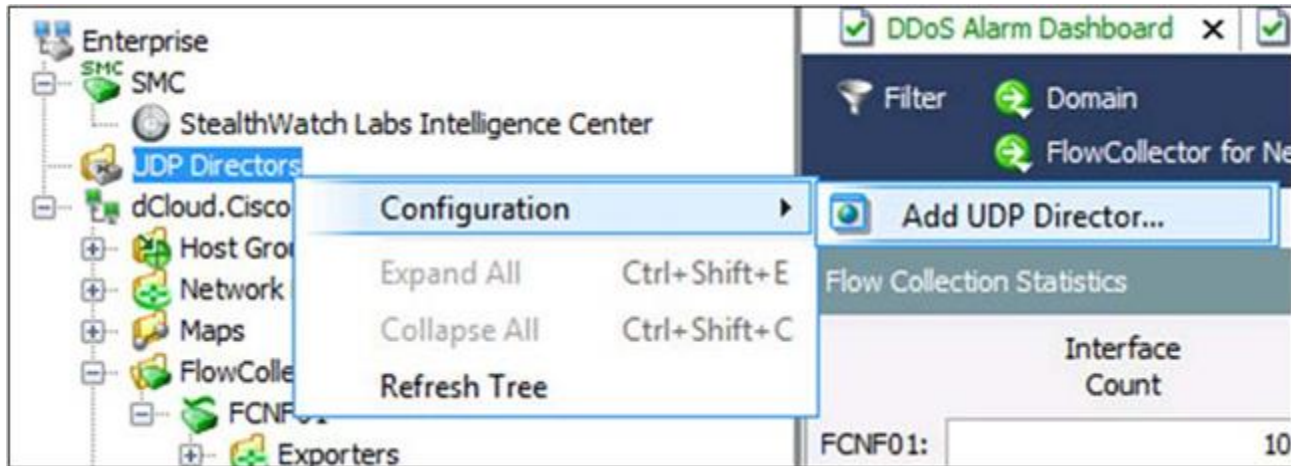 Enterprise
SMC
SMC
StealthWatch Labs Intelligence Center
UDP Directors
dCloud.Cisco
Host Grou
Network
Maps
FlowColle
FCNF01
Exporters
Configuration
Expand All Ctrl+Shift+E
Collapse All Ctrl+Shift+C
Refresh Tree
Add UDP Director...
DDoS Alarm Dashboard
Filter
Domain
FlowCollector for Ne
Flow Collection Statistics
Interface
Count
FCNF01: 10